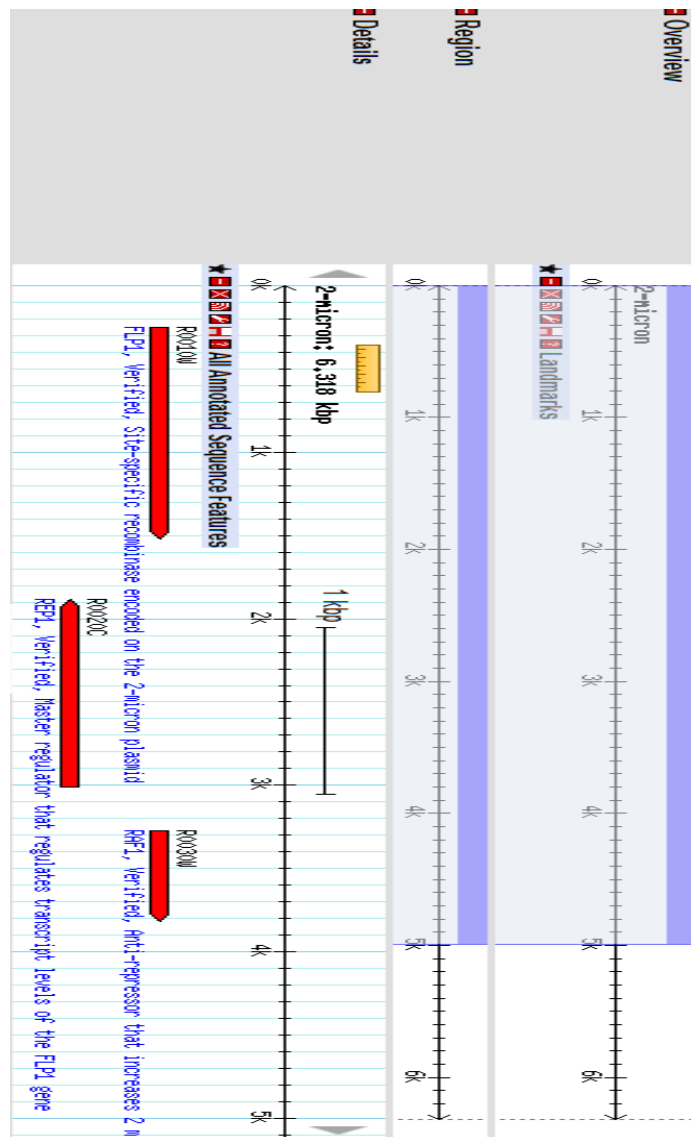 Overview
2-micron
0k 1k 2k 3k 4k 5k 6k
Landmarks
Region
0k 1k 2k 3k 4k 5k 6k
Details
2-micron: 6,318 kbp
1 kbp
0k 1k 2k 3k 4k 5k
All Annotated Sequence Features
R0010W
R0030W
FLP1, Verified, Site-specific recombinase encoded on the 2-micron plasmid
RAF1, Verified, Anti-repressor that increases 2 m
R0020C
REP1, Verified, Master regulator that regulates transcript levels of the FLP1 gene